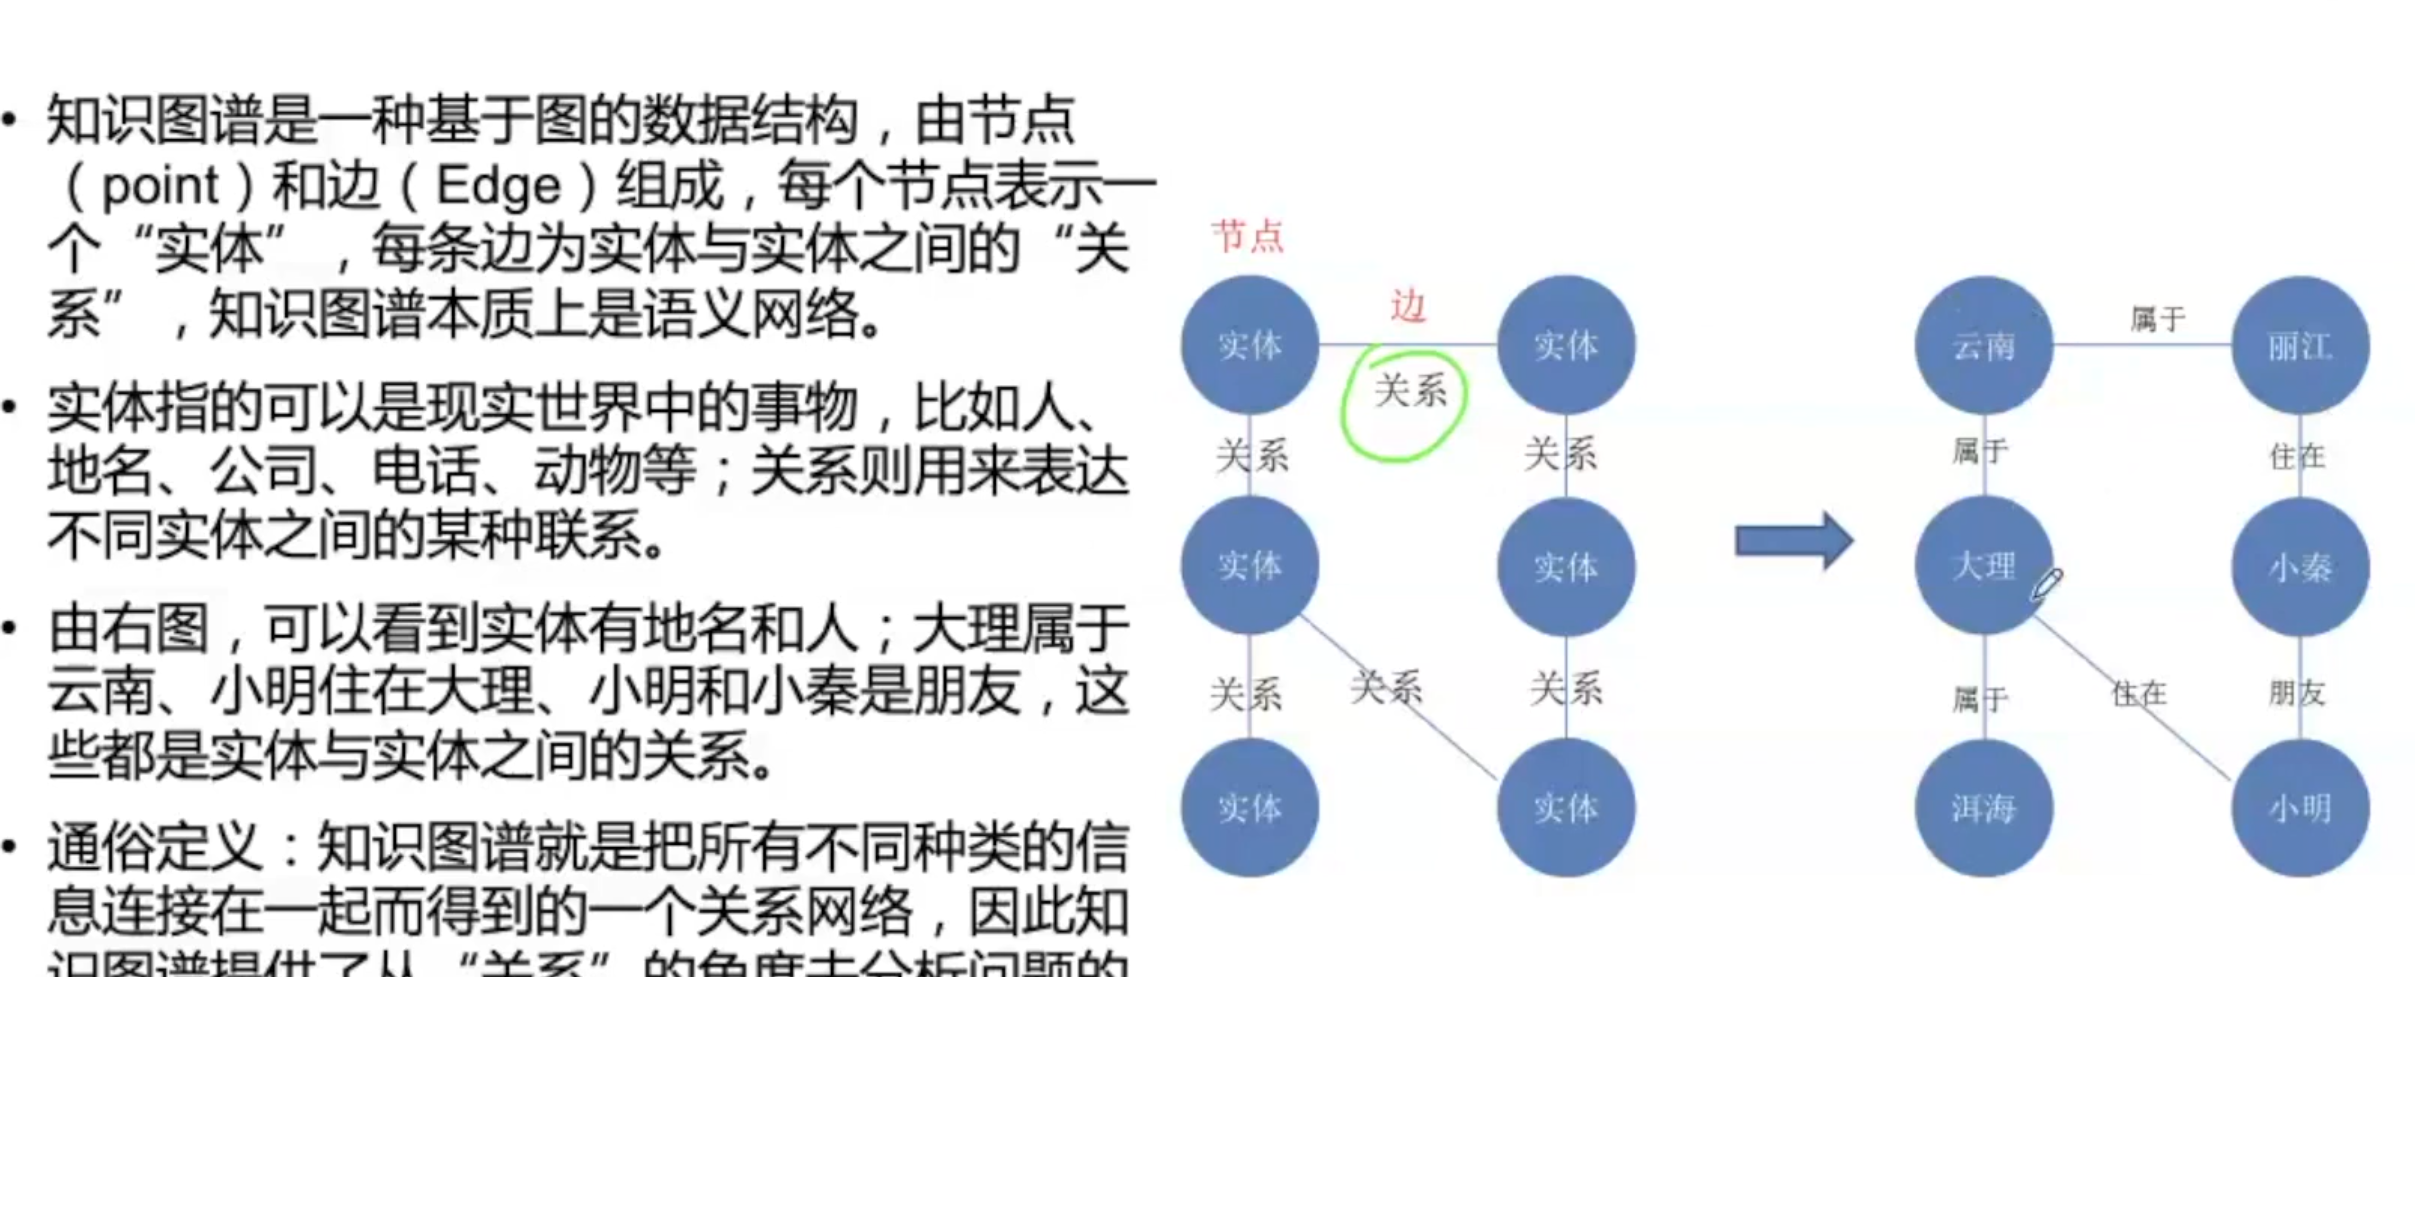 • 知识图谱是一种基于图的数据结构，由节点
（point）和边（Edge）组成，每个节点表示一
个“实体”，每条边为实体与实体之间的“关
系”，知识图谱本质上是语义网络。
• 实体指的可以是现实世界中的事物，比如人、
地名、公司、电话、动物等；关系则用来表达
不同实体之间的某种联系。
• 由右图，可以看到实体有地名和人；大理属于
云南、小明住在大理、小明和小秦是朋友，这
些都是实体与实体之间的关系。
• 通俗定义：知识图谱就是把所有不同种类的信
息连接在一起而得到的一个关系网络，因此知
识图谱提供了从“关系”的角度去分析问题的
节点
边
实体
实体
关系
关系
关系
实体
实体
关系
关系
关系
实体
实体
云南
属于
丽江
属于
住在
大理
小秦
属于
住在
朋友
洱海
小明